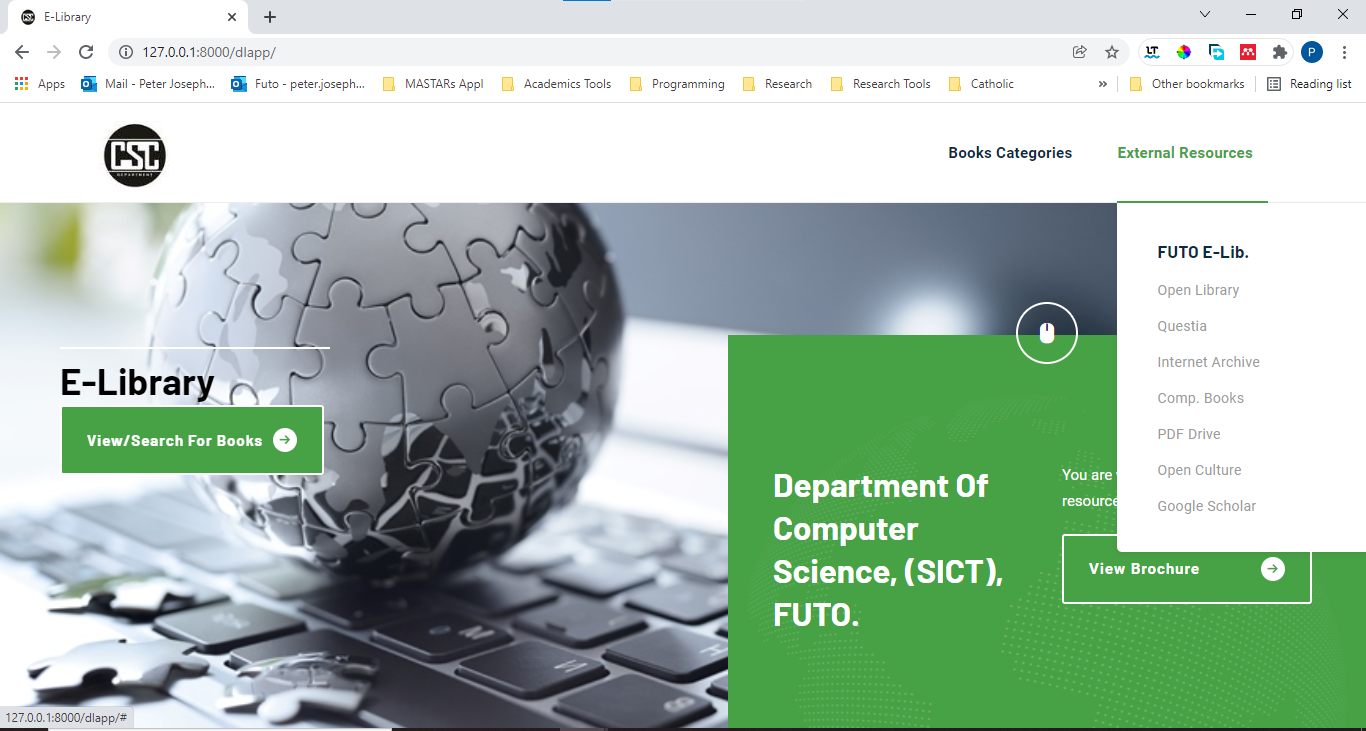 E-Library
127.0.0.1:8000/dlapp/
LT
P
Apps
Mail - Peter Joseph...
Futo - peter.joseph...
MASTARs Appl
Academics Tools
Programming
Research
Research Tools
Catholic
»
Other bookmarks
Reading list
CSC
DEPARTMENT
Books Categories
External Resources
FUTO E-Lib.
Open Library
Questia
Internet Archive
Comp. Books
PDF Drive
Open Culture
Google Scholar
E-Library
View/Search For Books
Department Of
Computer
Science, (SICT),
FUTO.
You are
resource
View Brochure
M
N
H
127.0.0.1:8000/dlapp/#